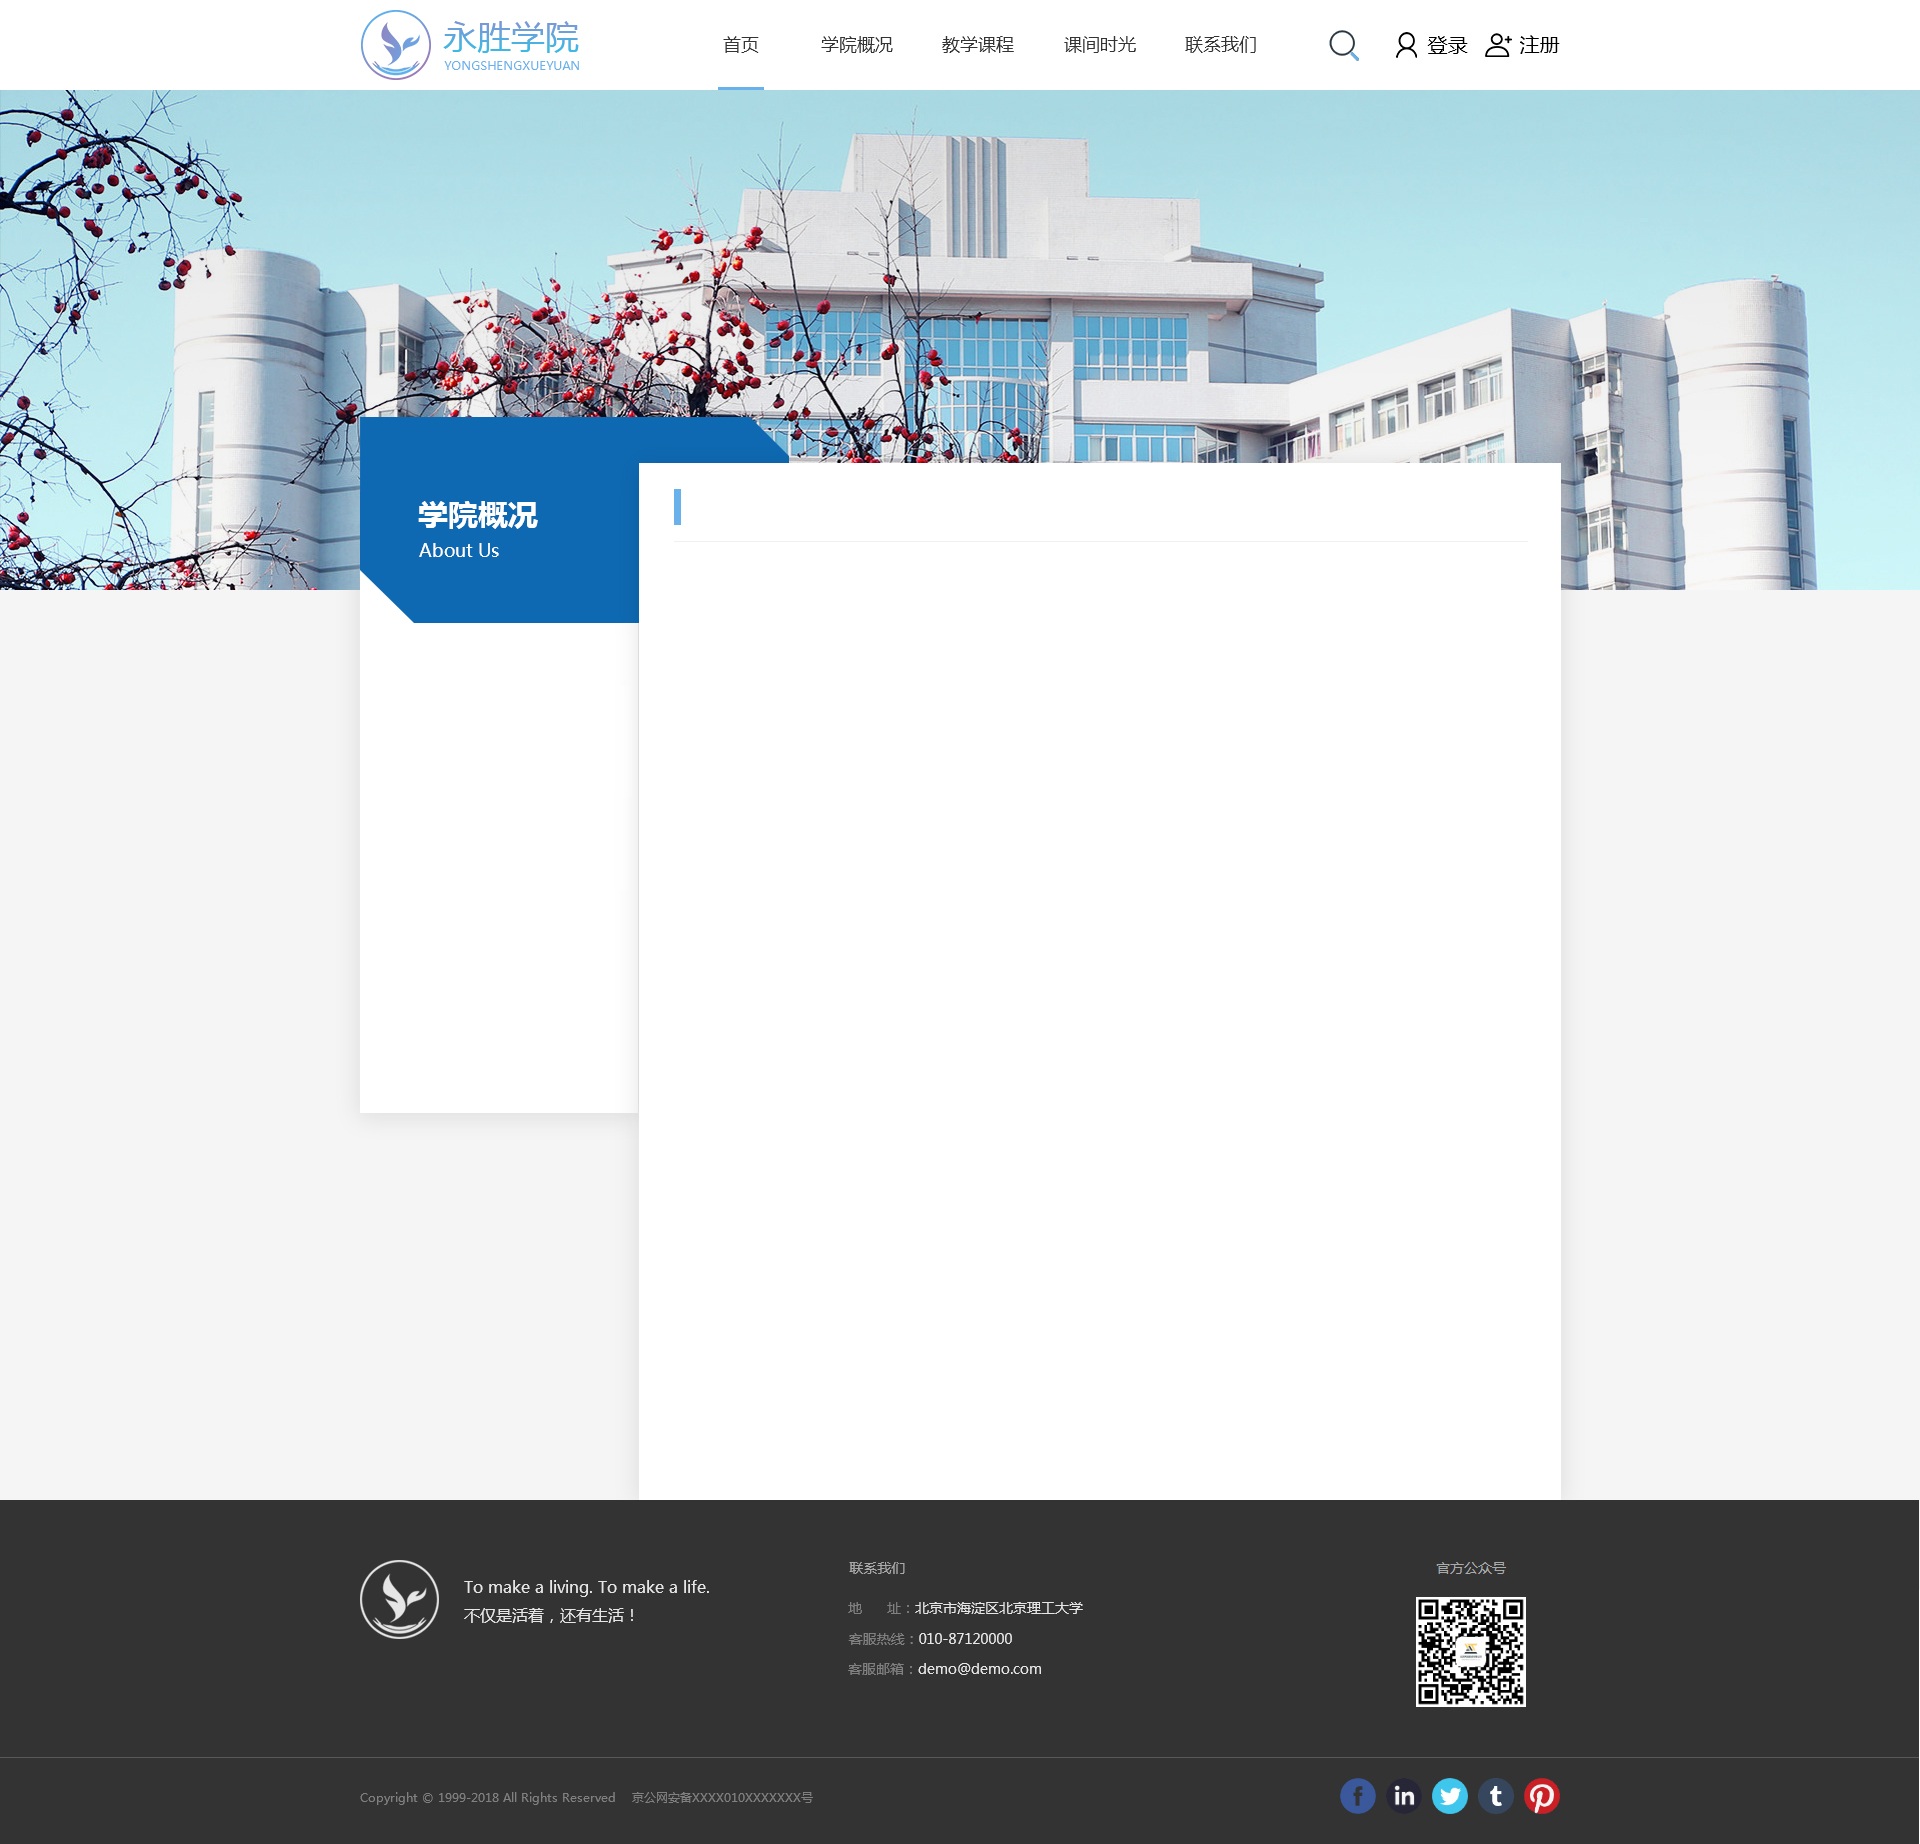 永胜学院
YONGSHENGXUEYUAN
首页 学院概况 教学课程 课间时光 联系我们 登录 注册
学院概况
About Us
To make a living. To make a life.
不仅是活着，还有生活！
联系我们
地 址：北京市海淀区北京理工大学
客服热线：010-87120000
客服邮箱：demo@demo.com
官方公众号
Copyright © 1999-2018 All Rights Reserved 京公网安备XXXX010XXXXXXX号